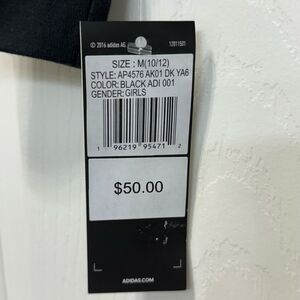 © 2016 adidas AG
12011501
SIZE : M(10/12)
STYLE: AP4576 AK01 DK YA6
COLOR: BLACK ADI 001
GENDER: GIRLS
1 96219 95471 2
$50.00
ADIDAS.COM